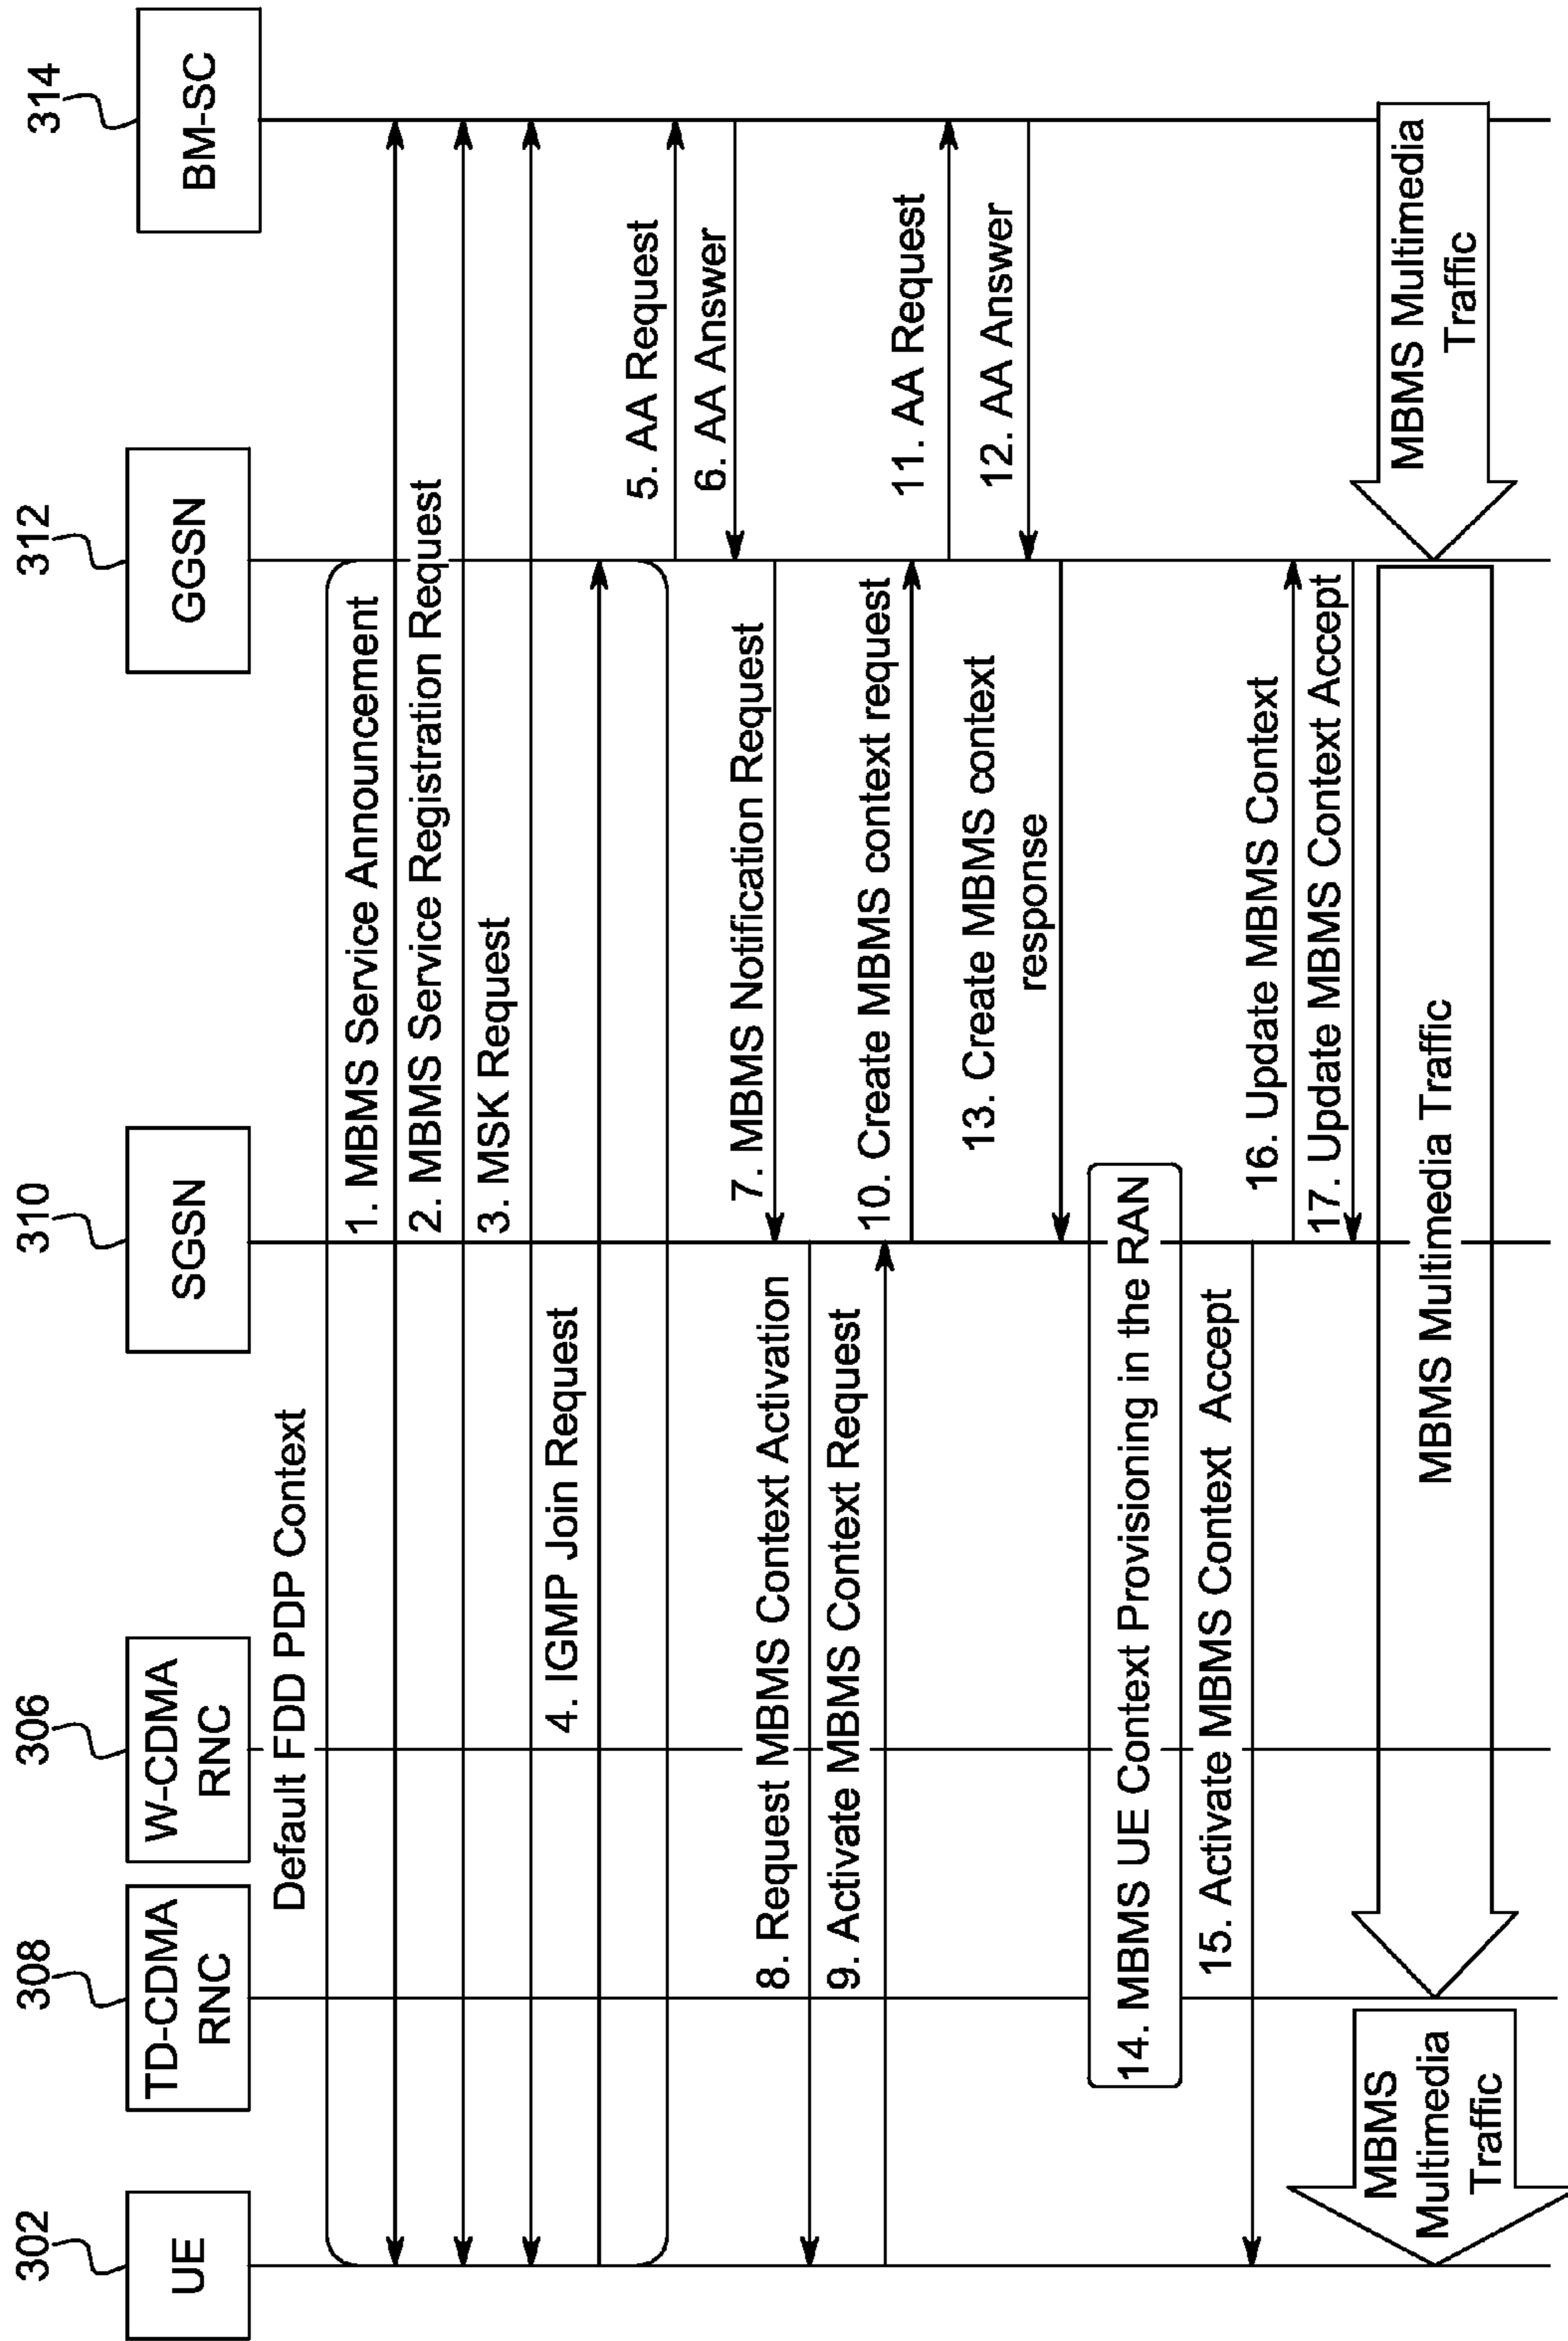 302
308
306
310
312
314
UE
TD-CDMA
RNC
W-CDMA
RNC
SGSN
GGSN
BM-SC
Default FDD PDP Context
1. MBMS Service Announcement
2. MBMS Service Registration Request
3. MSK Request
4. IGMP Join Request
5. AA Request
6. AA Answer
7. MBMS Notification Request
8. Request MBMS Context Activation
9. Activate MBMS Context Request
10. Create MBMS context request
11. AA Request
12. AA Answer
13. Create MBMS context
response
14. MBMS UE Context Provisioning in the RAN
15. Activate MBMS Context Accept
16. Update MBMS Context
17. Update MBMS Context Accept
MBMS
Multimedia
Traffic
MBMS Multimedia Traffic
MBMS Multimedia
Traffic